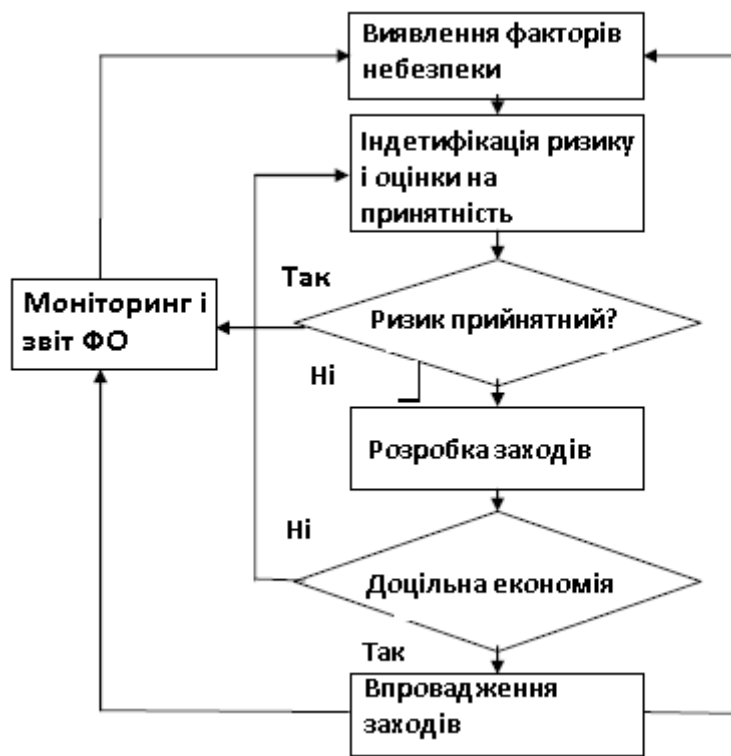 Виявлення факторів
небезпеки
Індетифікація ризику
і оцінки на
принятність
Так
Ризик прийнятний?
Моніторинг і
звіт ФО
Ні
Розробка заходів
Ні
Доцільна економія
Так
Впровадження
заходів